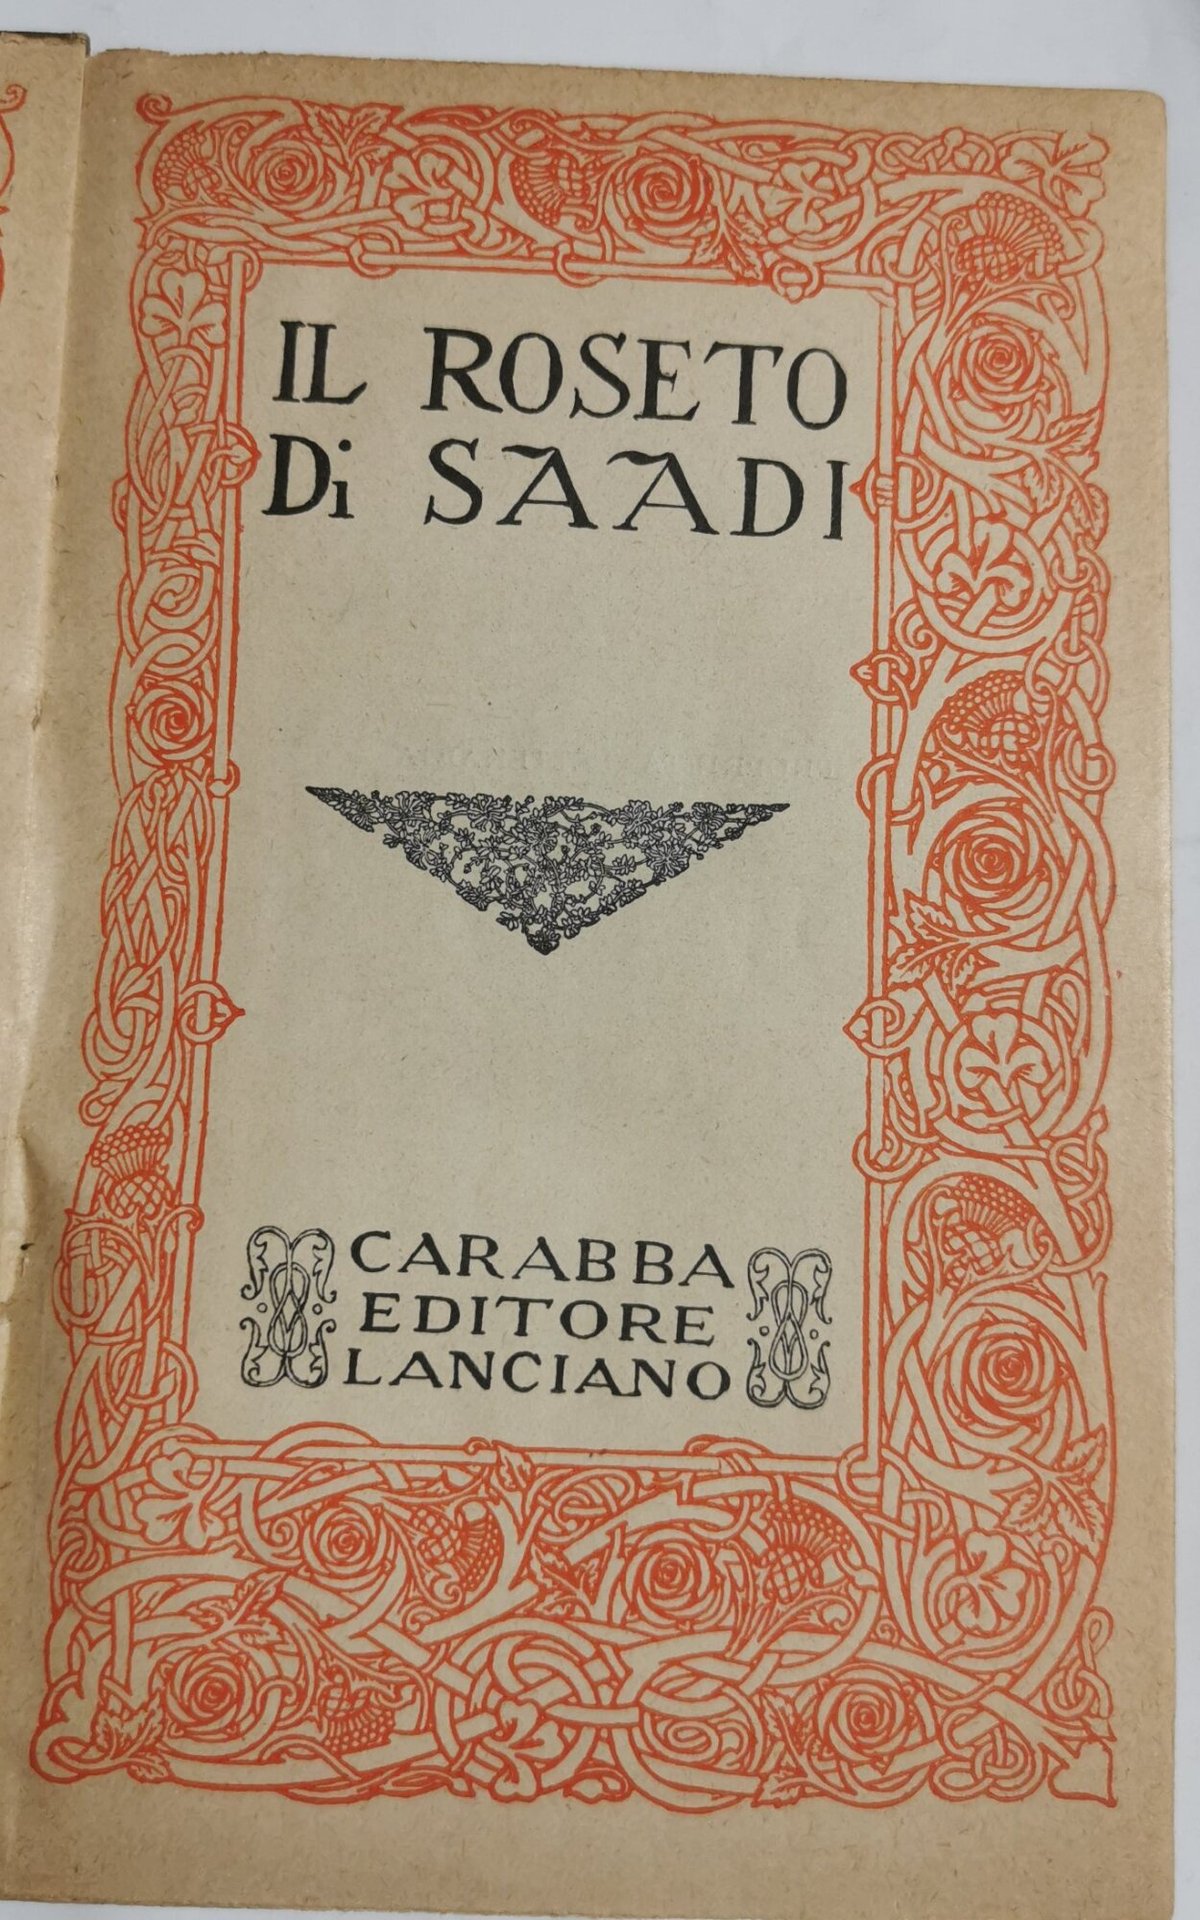 IL ROSETO
Di SAADI
CARABBA
EDITORE
LANCIANO